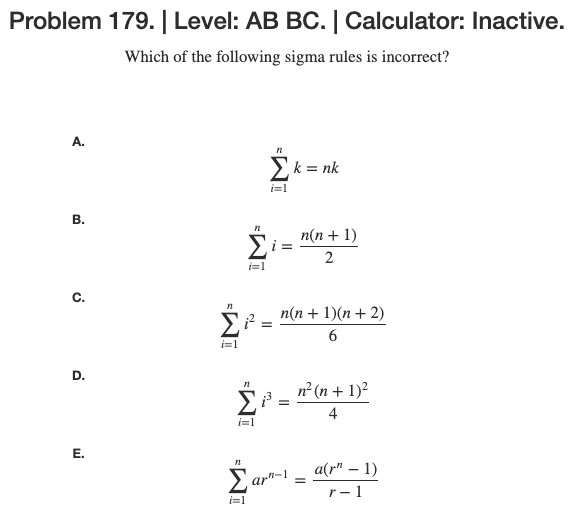 Problem 179. | Level: AB BC. | Calculator: Inactive.
Which of the following sigma rules is incorrect?
A.
\sum_{i=1}^{n} k = nk
B.
\sum_{i=1}^{n} i = \frac{n(n + 1)}{2}
C.
\sum_{i=1}^{n} i^2 = \frac{n(n + 1)(n + 2)}{6}
D.
\sum_{i=1}^{n} i^3 = \frac{n^2(n + 1)^2}{4}
E.
\sum_{i=1}^{n} ar^{n-1} = \frac{a(r^n - 1)}{r - 1}